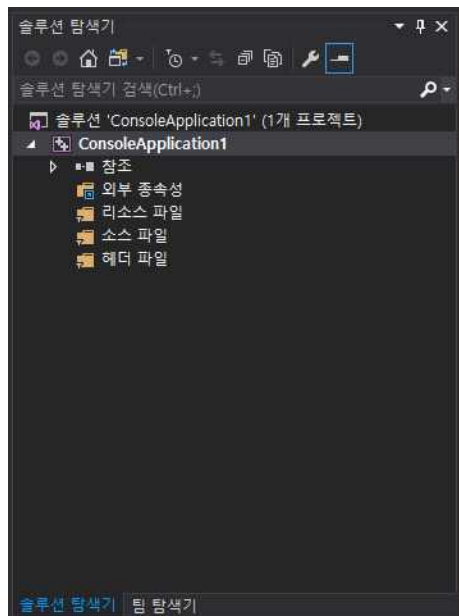 솔루션 탐색기
솔루션 탐색기 검색(Ctrl+;)
솔루션 'ConsoleApplication1' (1개 프로젝트)
ConsoleApplication1
참조
외부 종속성
리소스 파일
소스 파일
헤더 파일
솔루션 탐색기 팀 탐색기